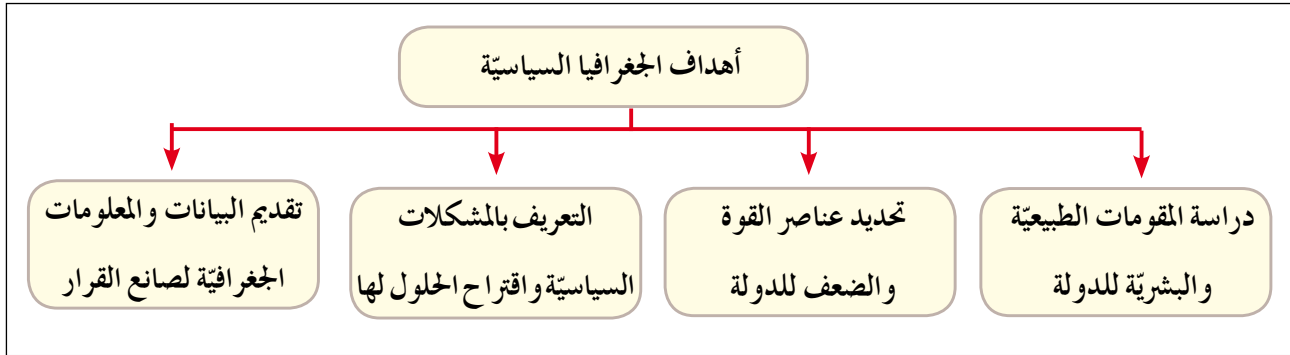 أهداف الجغرافيا السياسيّة
دراسة المقومات الطبيعيّة
والبشريّة للدولة
تحديد عناصر القوة
والضعف للدولة
التعريف بالمشكلات
السياسيّة واقتراح الحلول لها
تقديم البيانات والمعلومات
الجغرافيّة لصانع القرار